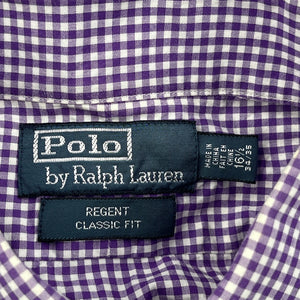 Polo
by Ralph Lauren
REGENT
CLASSIC FIT
MADE IN
CHINA
FAIT EN
CHINE
16½
34/35